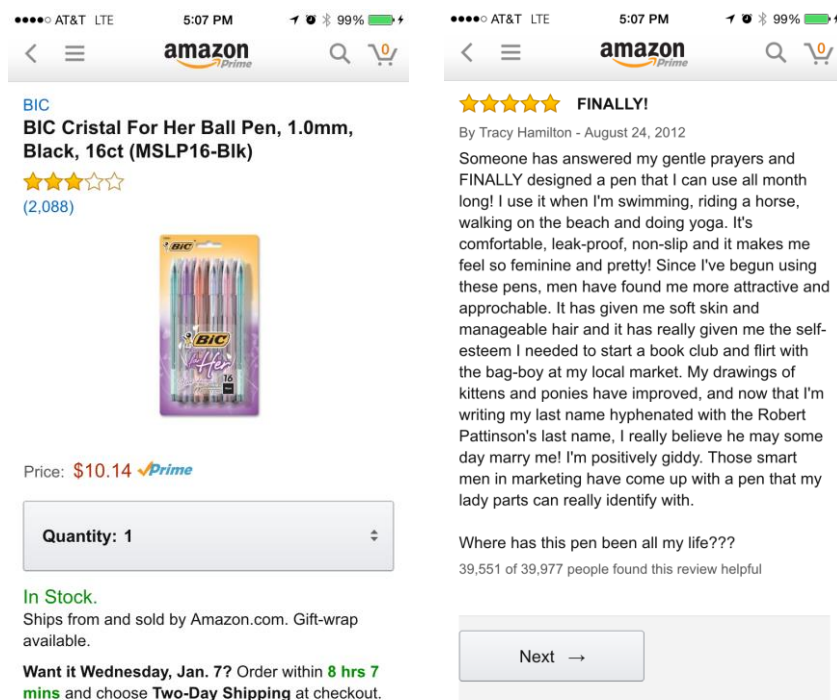 AT&T LTE 5:07 PM 99%
amazon
Prime
0
BIC
BIC Cristal For Her Ball Pen, 1.0mm,
Black, 16ct (MSLP16-Blk)
(2,088)
BIC
BIC
for Her
16
Price: $10.14 Prime
Quantity: 1
In Stock.
Ships from and sold by Amazon.com. Gift-wrap
available.
Want it Wednesday, Jan. 7? Order within 8 hrs 7
mins and choose Two-Day Shipping at checkout.
AT&T LTE 5:07 PM 99%
amazon
Prime
0
FINALLY!
By Tracy Hamilton - August 24, 2012
Someone has answered my gentle prayers and
FINALLY designed a pen that I can use all month
long! I use it when I'm swimming, riding a horse,
walking on the beach and doing yoga. It's
comfortable, leak-proof, non-slip and it makes me
feel so feminine and pretty! Since I've begun using
these pens, men have found me more attractive and
approchable. It has given me soft skin and
manageable hair and it has really given me the self-
esteem I needed to start a book club and flirt with
the bag-boy at my local market. My drawings of
kittens and ponies have improved, and now that I'm
writing my last name hyphenated with the Robert
Pattinson's last name, I really believe he may some
day marry me! I'm positively giddy. Those smart
men in marketing have come up with a pen that my
lady parts can really identify with.
Where has this pen been all my life???
39,551 of 39,977 people found this review helpful
Next →